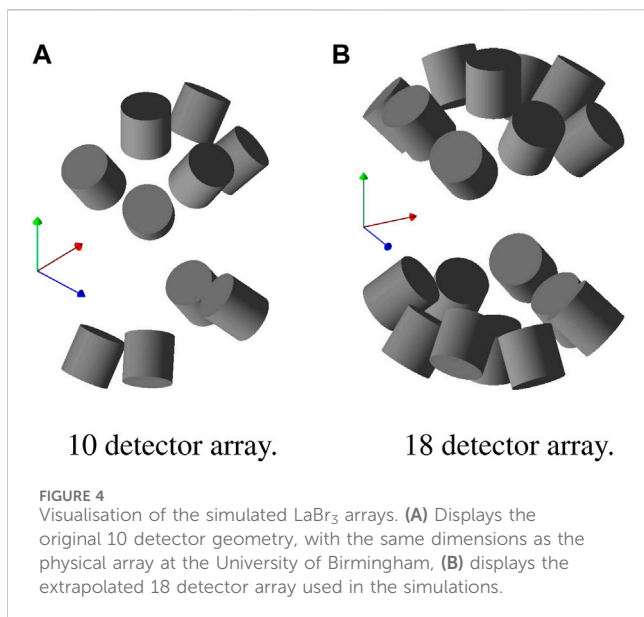 A
B
10 detector array.
18 detector array.
FIGURE 4
Visualisation of the simulated LaBr₃ arrays. (A) Displays the
original 10 detector geometry, with the same dimensions as the
physical array at the University of Birmingham, (B) displays the
extrapolated 18 detector array used in the simulations.